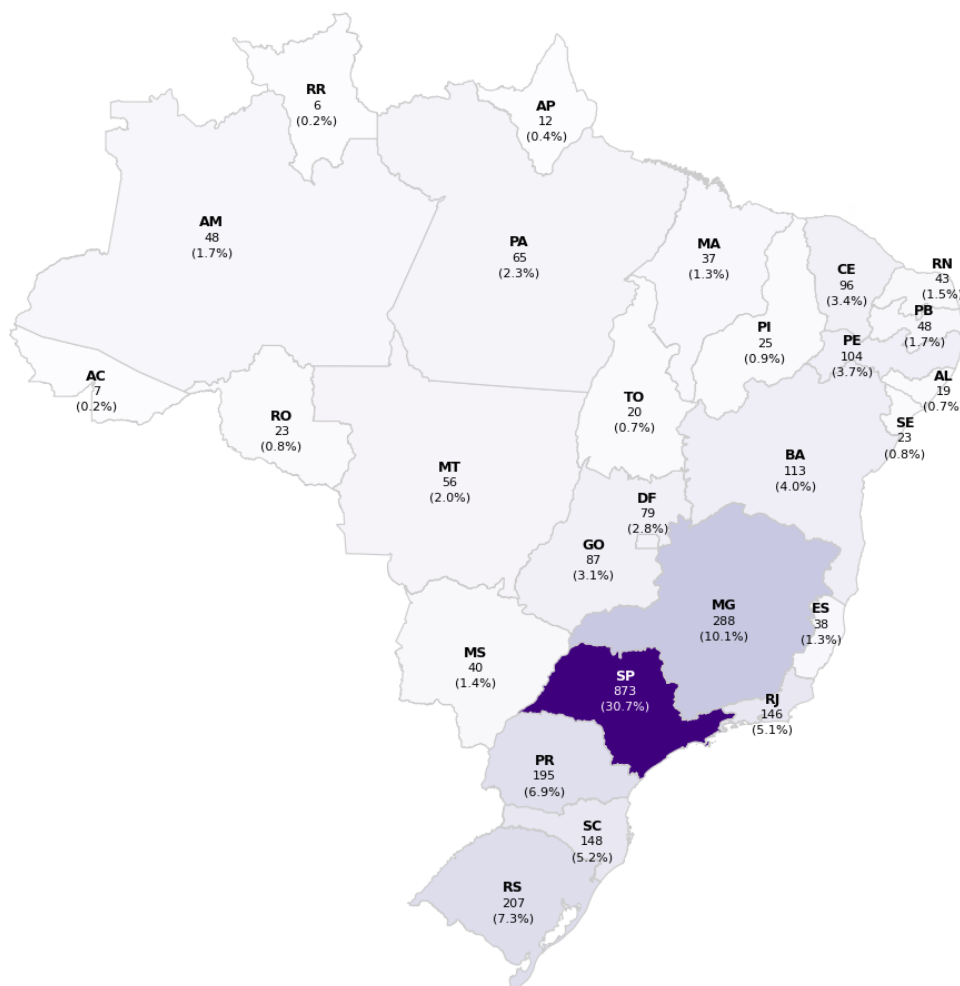 RR
6
(0.2%)
AP
12
(0.4%)
AM
48
(1.7%)
PA
65
(2.3%)
MA
37
(1.3%)
CE
96
(3.4%)
RN
43
(1.5%)
PI
25
(0.9%)
PB
48
(1.7%)
PE
104
(3.7%)
AC
7
(0.2%)
RO
23
(0.8%)
TO
20
(0.7%)
AL
19
(0.7%)
SE
23
(0.8%)
MT
56
(2.0%)
BA
113
(4.0%)
DF
79
(2.8%)
GO
87
(3.1%)
MG
288
(10.1%)
ES
38
(1.3%)
MS
40
(1.4%)
SP
873
(30.7%)
RJ
146
(5.1%)
PR
195
(6.9%)
SC
148
(5.2%)
RS
207
(7.3%)